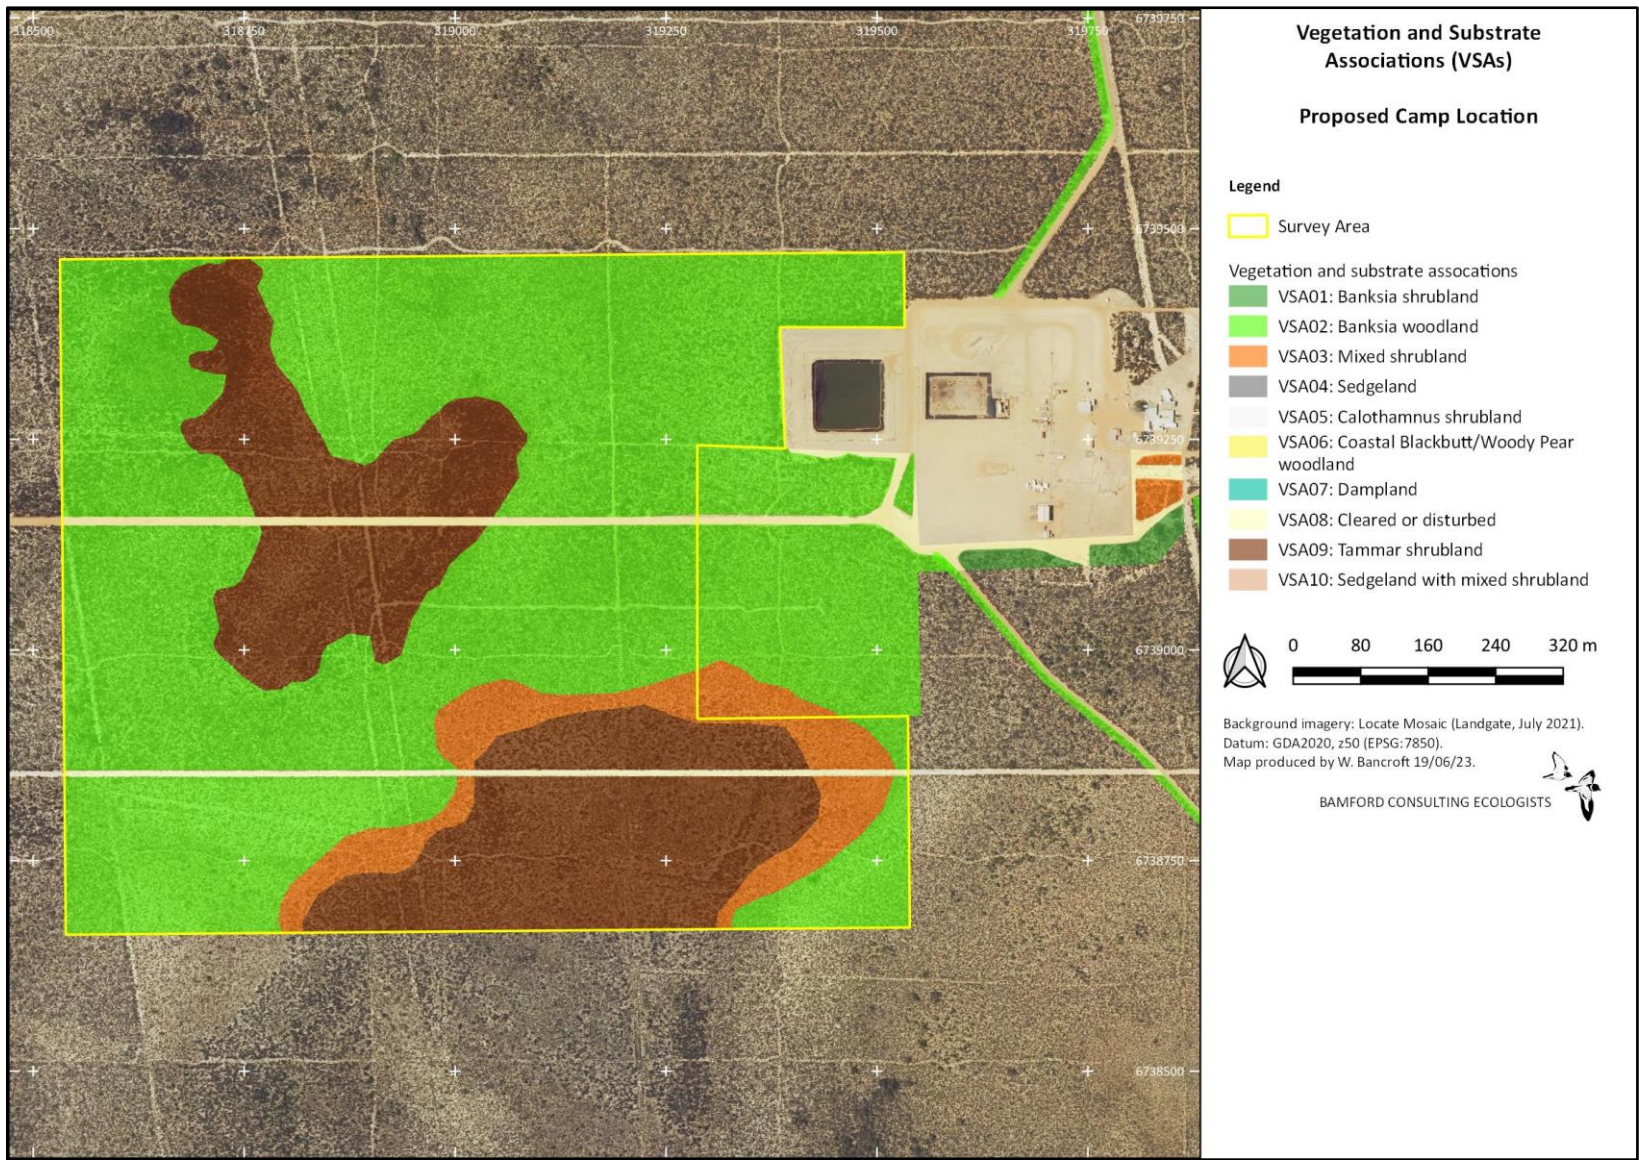 318500
318750
319000
319250
319500
319750
6739750
6739500
6739250
6739000
6738750
6738500
Vegetation and Substrate
Associations (VSAs)
Proposed Camp Location
Legend
Survey Area
Vegetation and substrate assocations
VSA01: Banksia shrubland
VSA02: Banksia woodland
VSA03: Mixed shrubland
VSA04: Sedgeland
VSA05: Calothamnus shrubland
VSA06: Coastal Blackbutt/Woody Pear
woodland
VSA07: Dampland
VSA08: Cleared or disturbed
VSA09: Tammar shrubland
VSA10: Sedgeland with mixed shrubland
0 80 160 240 320 m
Background imagery: Locate Mosaic (Landgate, July 2021).
Datum: GDA2020, z50 (EPSG:7850).
Map produced by W. Bancroft 19/06/23.
BAMFORD CONSULTING ECOLOGISTS